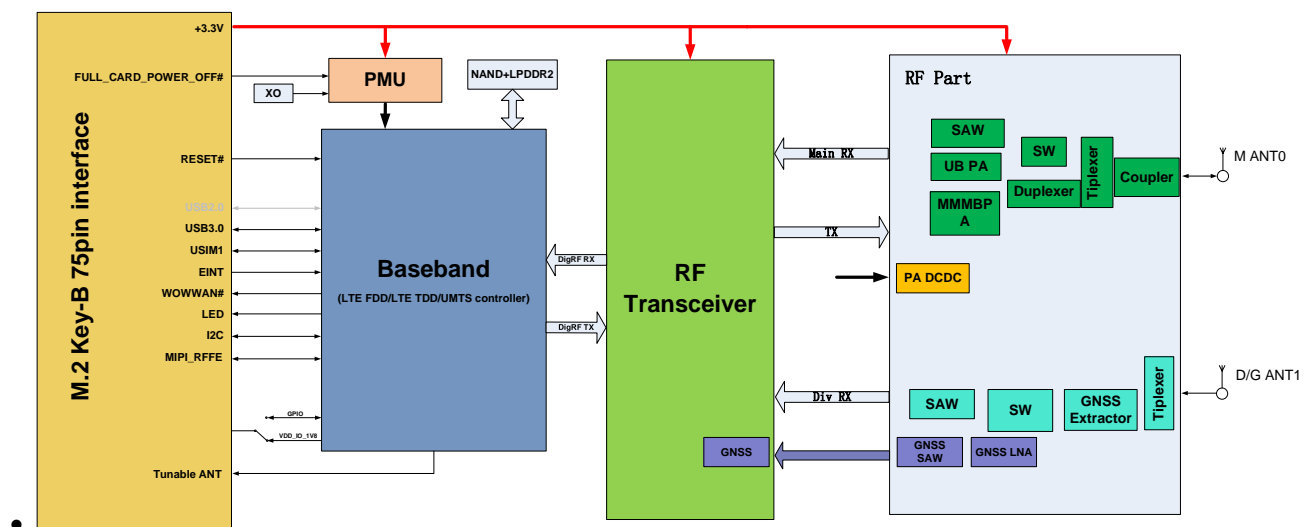 M.2 Key-B 75pin interface
+3.3V
FULL_CARD_POWER_OFF#
RESET#
USB2.0
USB3.0
USIM1
EINT
WOWWAN#
LED
I2C
MIPI_RFFE
GPIO
VDD_IO_1V8
Tunable ANT
XO
PMU
NAND+LPDDR2
Baseband
(LTE FDD/LTE TDD/UMTS controller)
DigRF RX
DigRF TX
RF
Transceiver
GNSS
Main RX
TX
Div RX
RF Part
SAW
UB PA
MMMBP
A
SW
Duplexer
Tiplexer
Coupler
M ANT0
PA DCDC
SAW
SW
GNSS
Extractor
Tiplexer
D/G ANT1
GNSS
SAW
GNSS LNA